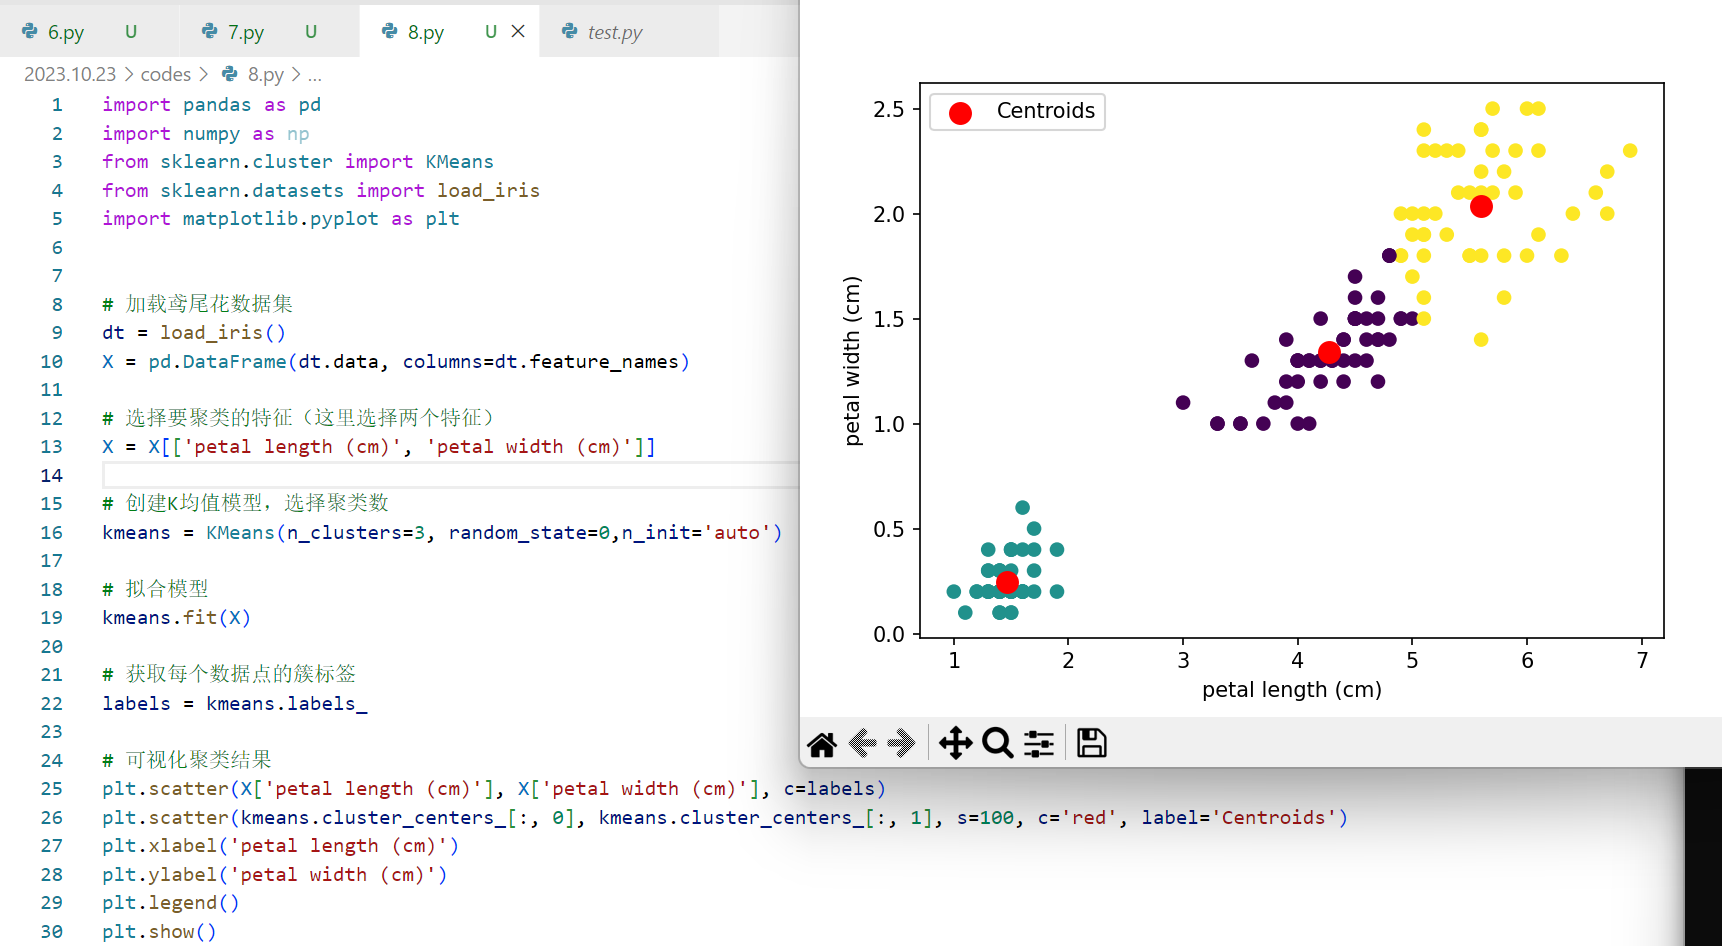 6.py U 7.py U 8.py U test.py
2023.10.23 > codes > 8.py > ...
1 import pandas as pd
2 import numpy as np
3 from sklearn.cluster import KMeans
4 from sklearn.datasets import load_iris
5 import matplotlib.pyplot as plt
6
7
8 # 加载鸢尾花数据集
9 dt = load_iris()
10 X = pd.DataFrame(dt.data, columns=dt.feature_names)
11
12 # 选择要聚类的特征（这里选择两个特征）
13 X = X[['petal length (cm)', 'petal width (cm)']]
14
15 # 创建K均值模型，选择聚类数
16 kmeans = KMeans(n_clusters=3, random_state=0,n_init='auto')
17
18 # 拟合模型
19 kmeans.fit(X)
20
21 # 获取每个数据点的簇标签
22 labels = kmeans.labels_
23
24 # 可视化聚类结果
25 plt.scatter(X['petal length (cm)'], X['petal width (cm)'], c=labels)
26 plt.scatter(kmeans.cluster_centers_[:, 0], kmeans.cluster_centers_[:, 1], s=100, c='red', label='Centroids')
27 plt.xlabel('petal length (cm)')
28 plt.ylabel('petal width (cm)')
29 plt.legend()
30 plt.show()
Centroids
2.5
2.0
1.5
1.0
0.5
0.0
petal width (cm)
1 2 3 4 5 6 7
petal length (cm)